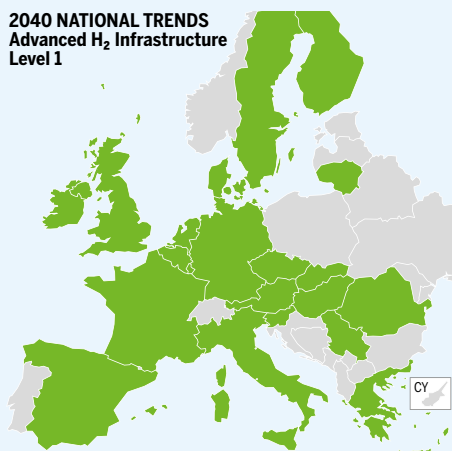 2040 NATIONAL TRENDS
Advanced H₂ Infrastructure
Level 1
CY